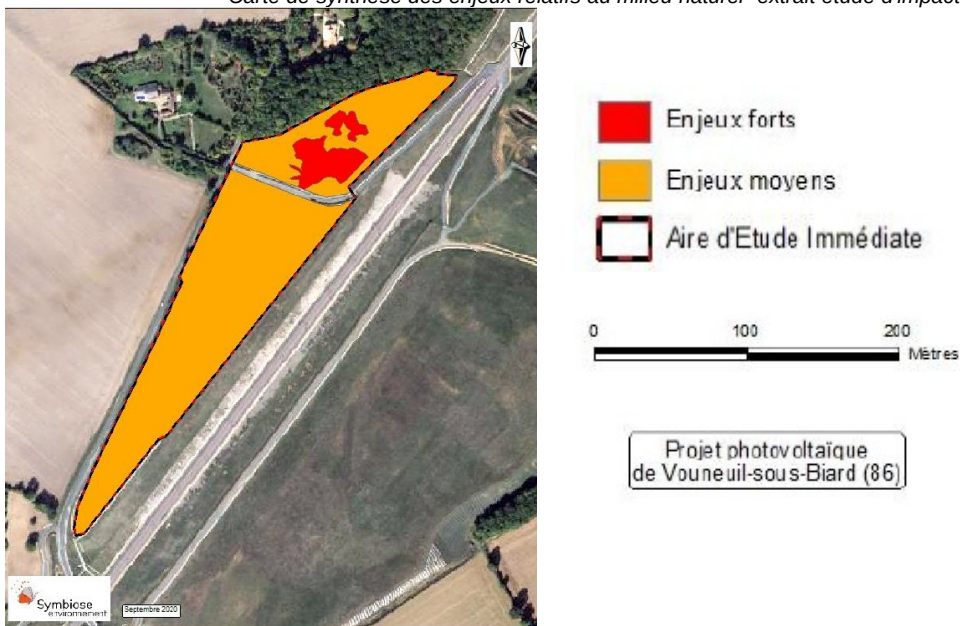 Carte de synthèse des enjeux relatifs au milieu naturel- extrait étude d'impact
Enjeux forts
Enjeux moyens
Aire d'Etude Immédiate
0 100 200
Mètres
Projet photovoltaïque
de Vouneuil-sous-Biard (86)
Symbiose
environnement
Septembre 2020